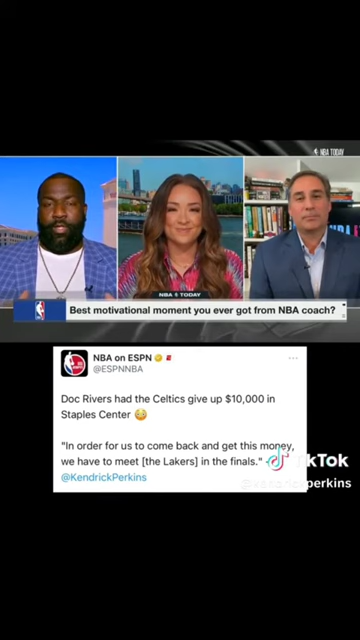 NBA TODAY
NBA TODAY
Best motivational moment you ever got from NBA coach?
NBA on ESPN
@ESPNNBA
Doc Rivers had the Celtics give up $10,000 in
Staples Center 😳
"In order for us to come back and get this money,
we have to meet [the Lakers] in the finals." -
@KendrickPerkins
TikTok
@kendrickperkins